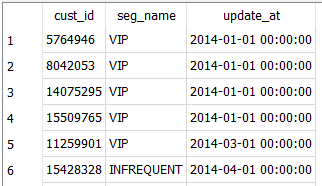 cust_id seg_name update_at
1 5764946 VIP 2014-01-01 00:00:00
2 8042053 VIP 2014-01-01 00:00:00
3 14075295 VIP 2014-01-01 00:00:00
4 15509765 VIP 2014-01-01 00:00:00
5 11259901 VIP 2014-03-01 00:00:00
6 15428328 INFREQUENT 2014-04-01 00:00:00